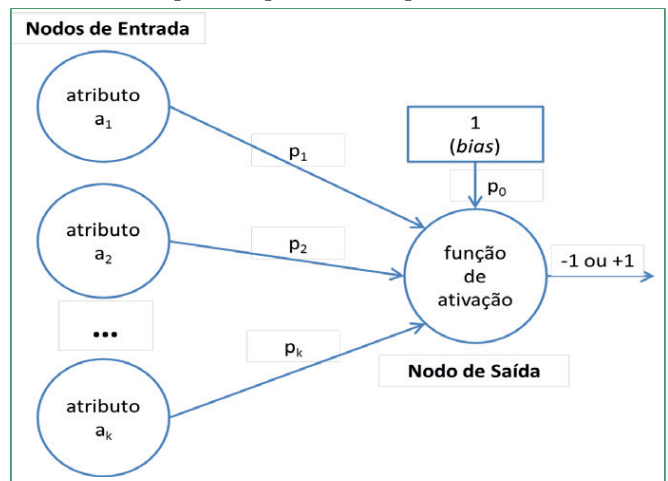 Nodos de Entrada
atributo
a₁
p₁
1
(bias)
p₀
atributo
a₂
p₂
função
de
ativação
-1 ou +1
...
pₖ
Nodo de Saída
atributo
aₖ